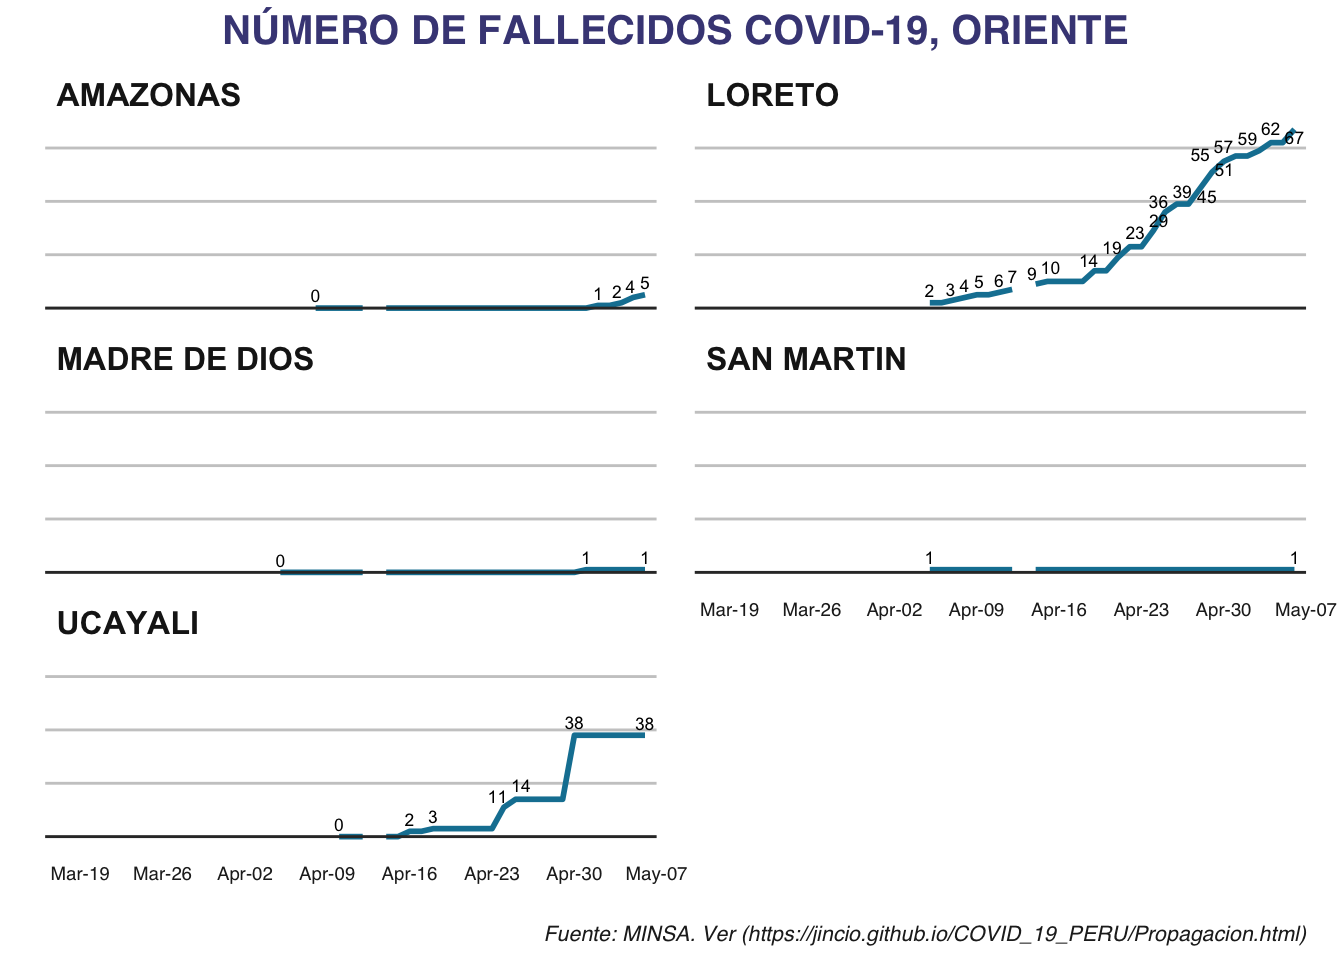 NÚMERO DE FALLECIDOS COVID-19, ORIENTE
AMAZONAS
0 1 2 4 5
LORETO
2 3 4 5 6 7 9 10 14 19 23 29 36 39 45 51 55 57 59 62 67
MADRE DE DIOS
0 1 1
SAN MARTIN
1 1
Mar-19 Mar-26 Apr-02 Apr-09 Apr-16 Apr-23 Apr-30 May-07
UCAYALI
0 2 3 11 14 38 38
Mar-19 Mar-26 Apr-02 Apr-09 Apr-16 Apr-23 Apr-30 May-07
Fuente: MINSA. Ver (https://jincio.github.io/COVID_19_PERU/Propagacion.html)